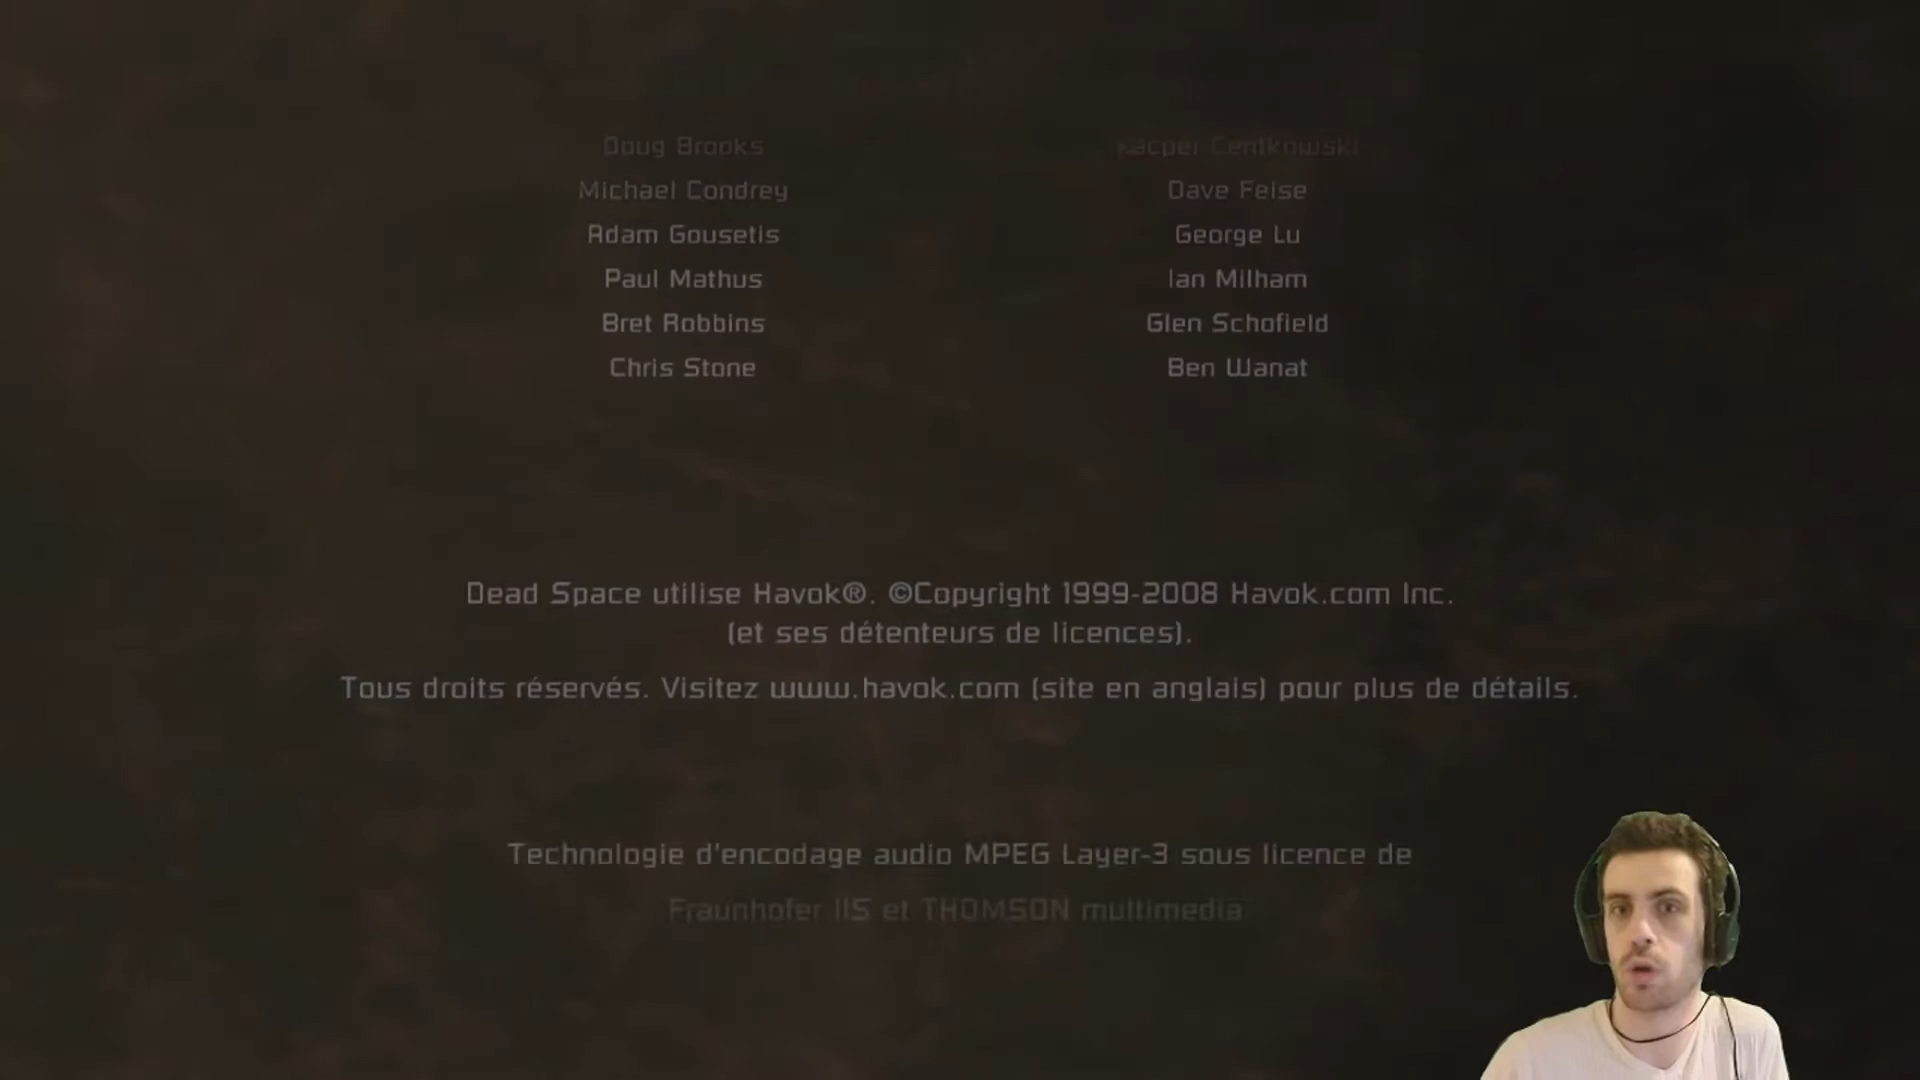 Doug Brooks
Kacper Centkowski
Michael Condrey
Dave Feise
Adam Gousetis
George Lu
Paul Mathus
Ian Milham
Bret Robbins
Glen Schofield
Chris Stone
Ben Wanat
Dead Space utilise Havok®. ©Copyright 1999-2008 Havok.com Inc.
(et ses détenteurs de licences).
Tous droits réservés. Visitez www.havok.com (site en anglais) pour plus de détails.
Technologie d'encodage audio MPEG Layer-3 sous licence de
Fraunhofer IIS et THOMSON multimedia.